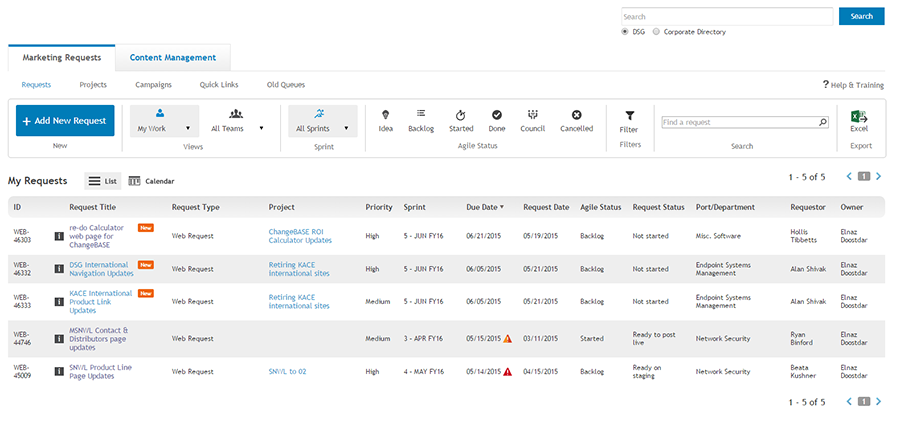 Search
Search
DSG Corporate Directory
Marketing Requests Content Management
Requests Projects Campaigns Quick Links Old Queues ? Help & Training
+ Add New Request My Work All Teams All Sprints Idea Backlog Started Done Council Cancelled Filter Find a request Excel
New Views Sprint Agile Status Filters Search Export
My Requests List Calendar 1 - 5 of 5 < 1 >
ID Request Title Request Type Project Priority Sprint Due Date Request Date Agile Status Request Status Port/Department Requestor Owner
WEB-46303 re-do Calculator web page for ChangeBASE New Web Request ChangeBASE ROI Calculator Updates High 5 - JUN FY16 06/21/2015 05/19/2015 Backlog Not started Misc. Software Hollis Tibbetts Elnaz Doostdar
WEB-46332 DSG International Navigation Updates New Web Request Retiring KACE international sites High 5 - JUN FY16 06/05/2015 05/21/2015 Backlog Not started Endpoint Systems Management Alan Shivak Elnaz Doostdar
WEB-46333 KACE International Product Link Updates New Web Request Retiring KACE international sites Medium 5 - JUN FY16 06/05/2015 05/21/2015 Backlog Not started Endpoint Systems Management Alan Shivak Elnaz Doostdar
WEB-44746 MSNWL Contact & Distributors page updates Web Request Medium 3 - APR FY16 05/15/2015 03/11/2015 Started Ready to post live Network Security Ryan Binford Elnaz Doostdar
WEB-45009 SNWL Product Line Page Updates Web Request SNWL to O2 High 4 - MAY FY16 05/14/2015 04/15/2015 Backlog Ready on staging Network Security Beata Kushner Elnaz Doostdar
1 - 5 of 5 < 1 >